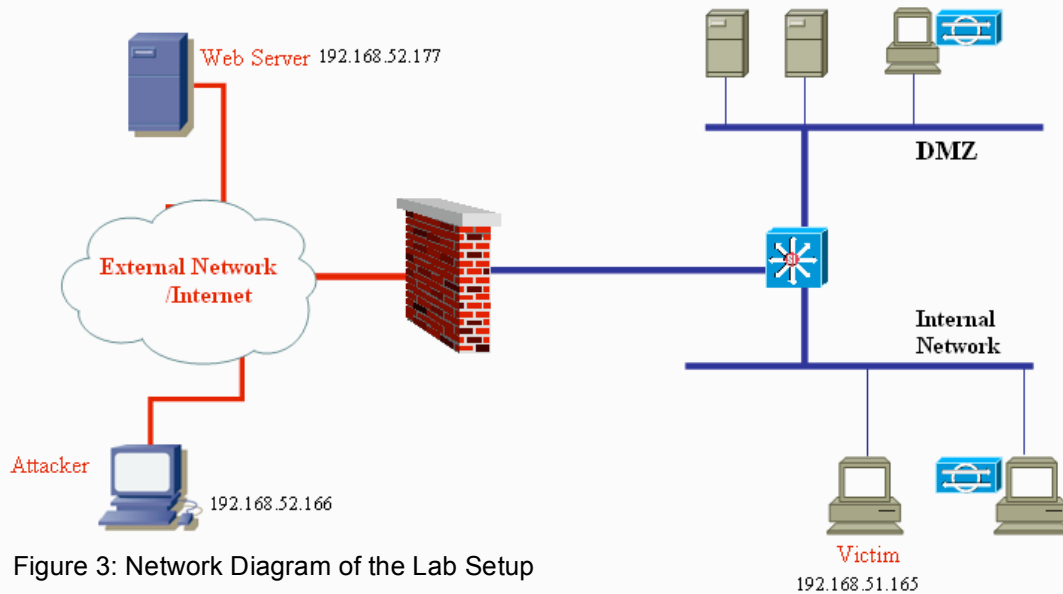 Web Server 192.168.52.177
DMZ
External Network
/Internet
SI
Internal
Network
Attacker
192.168.52.166
Victim
192.168.51.165
Figure 3: Network Diagram of the Lab Setup